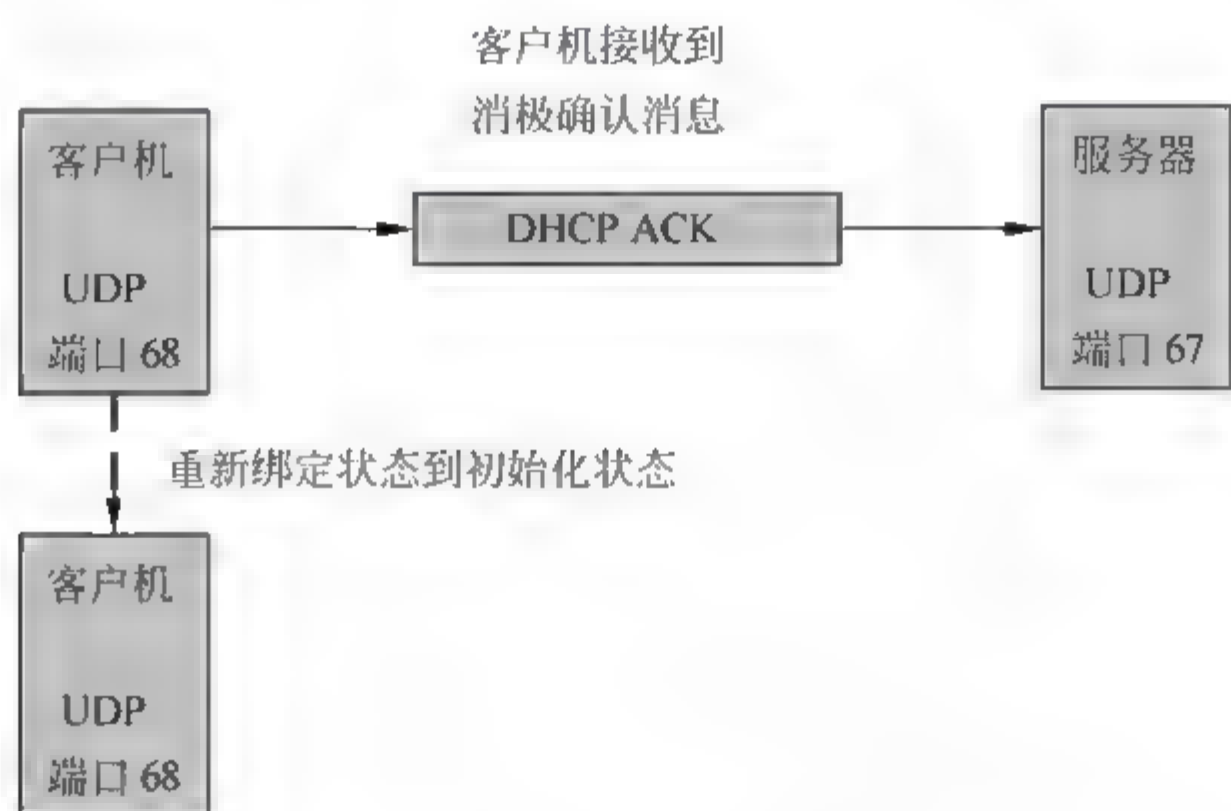 客户机接收到
消极确认消息
客户机
UDP
端口 68
DHCP ACK
服务器
UDP
端口 67
重新绑定状态到初始化状态
客户机
UDP
端口 68